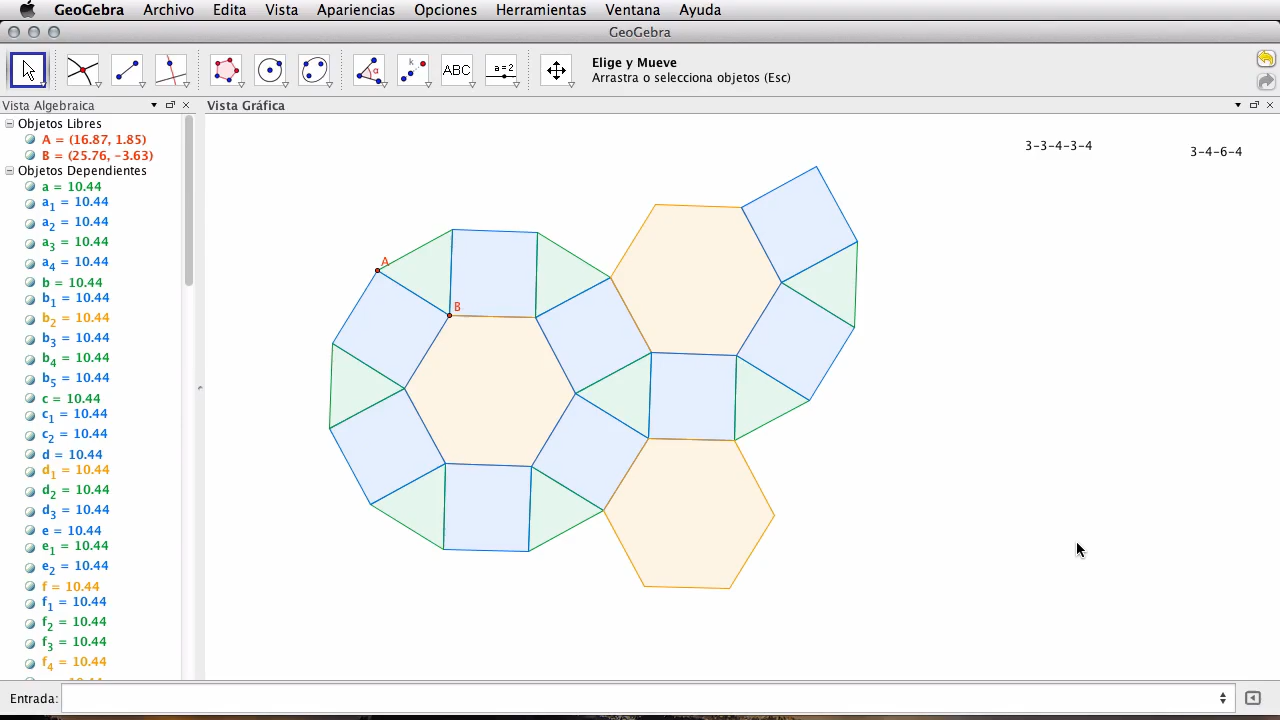 GeoGebra Archivo Edita Vista Apariencias Opciones Herramientas Ventana Ayuda
GeoGebra
α
k
ABC
a=2
Elige y Mueve
Arrastra o selecciona objetos (Esc)
Vista Algebraica
Vista Gráfica
Objetos Libres
A = (16.87, 1.85)
B = (25.76, −3.63)
Objetos Dependientes
a = 10.44
a₁ = 10.44
a₂ = 10.44
a₃ = 10.44
a₄ = 10.44
b = 10.44
b₁ = 10.44
b₂ = 10.44
b₃ = 10.44
b₄ = 10.44
b₅ = 10.44
c = 10.44
c₁ = 10.44
c₂ = 10.44
d = 10.44
d₁ = 10.44
d₂ = 10.44
d₃ = 10.44
e = 10.44
e₁ = 10.44
e₂ = 10.44
f = 10.44
f₁ = 10.44
f₂ = 10.44
f₃ = 10.44
f₄ = 10.44
3-3-4-3-4
3-4-6-4
A
B
Entrada: